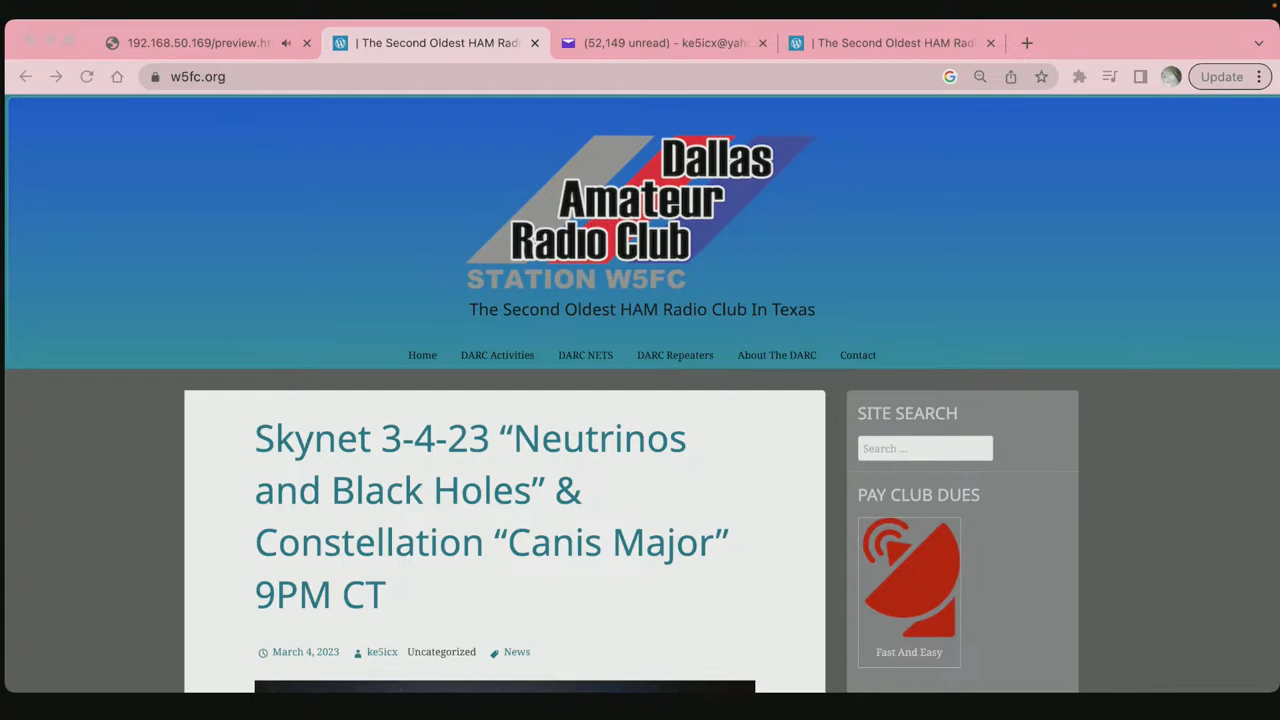 192.168.50.169/preview.ht
| The Second Oldest HAM Radi
(52,149 unread) - ke5icx@yah
| The Second Oldest HAM Radi
w5fc.org
Update
Dallas
Amateur
Radio Club
STATION W5FC
The Second Oldest HAM Radio Club In Texas
Home DARC Activities DARC NETS DARC Repeaters About The DARC Contact
Skynet 3-4-23 “Neutrinos
and Black Holes” &
Constellation “Canis Major”
9PM CT
March 4, 2023 ke5icx Uncategorized News
SITE SEARCH
Search ...
PAY CLUB DUES
Fast And Easy